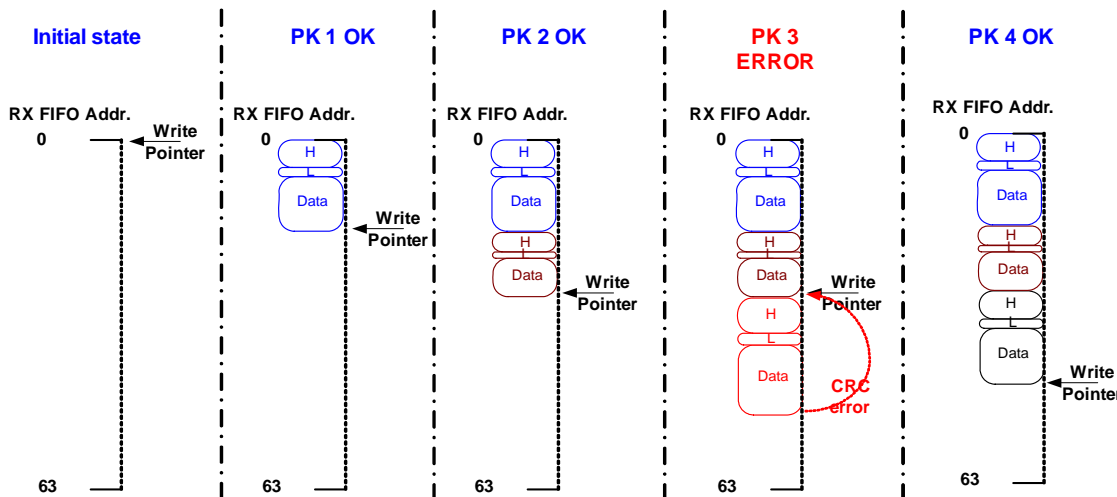 Initial state
PK 1 OK
PK 2 OK
PK 3
ERROR
PK 4 OK
RX FIFO Addr.
0
Write
Pointer
63
RX FIFO Addr.
0
H
L
Data
Write
Pointer
63
RX FIFO Addr.
0
H
L
Data
H
L
Data
Write
Pointer
63
RX FIFO Addr.
0
H
L
Data
H
L
Data
Write
Pointer
H
L
Data
CRC
error
63
RX FIFO Addr.
0
H
L
Data
H
L
Data
H
L
Data
Write
Pointer
63